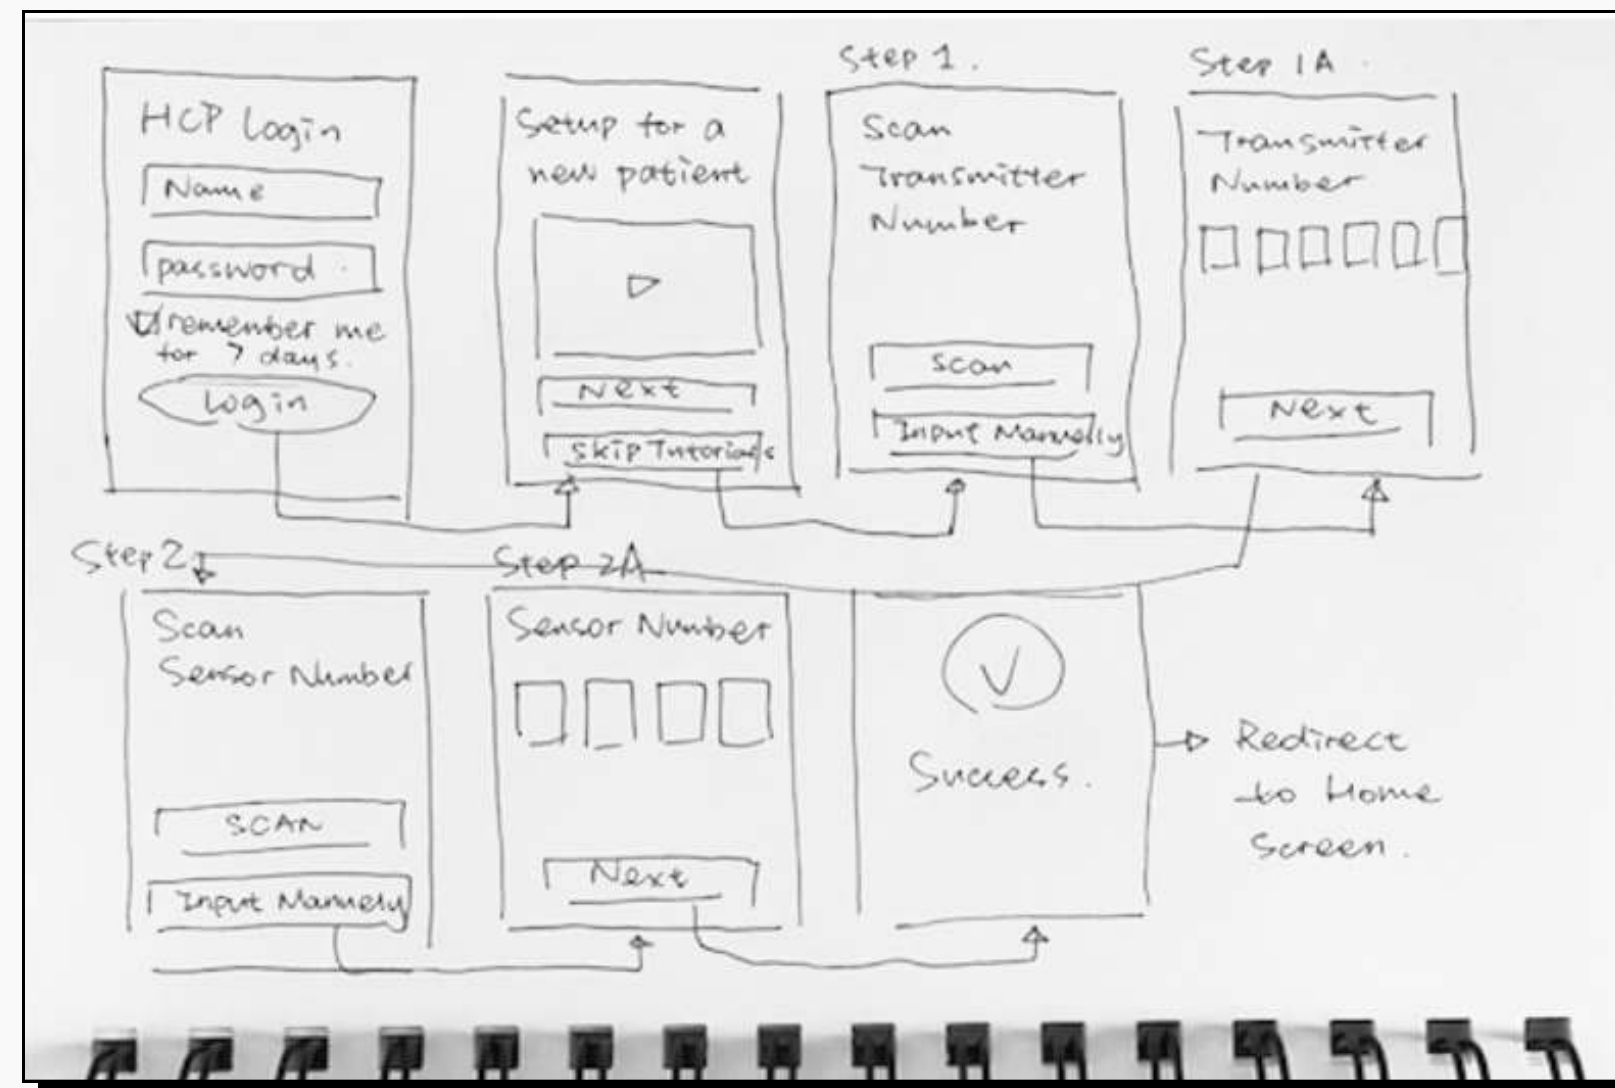 HCP Login
Name
password
remember me
for 7 days.
Login
Setup for a
new patient
Next
Skip Tutorials
Step 1.
Scan
Transmitter
Number
Scan
Input Manually
Step 1A
Transmitter
Number
Next
Step 2
Scan
Sensor Number
SCAN
Input Manuely
Step 2A
Sensor Number
Next
Success.
Redirect
to Home
Screen.